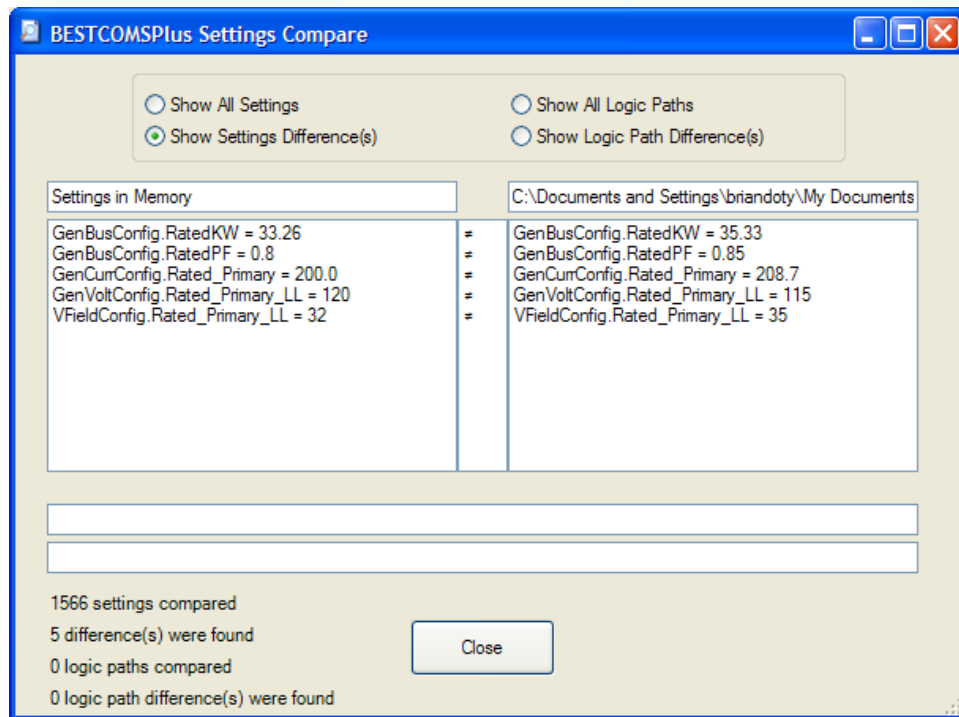 BESTCOMSPlus Settings Compare
Show All Settings Show All Logic Paths
Show Settings Difference(s) Show Logic Path Difference(s)
Settings in Memory C:\Documents and Settings\briandoty\My Documents
GenBusConfig.RatedKW = 33.26 ≠ GenBusConfig.RatedKW = 35.33
GenBusConfig.RatedPF = 0.8 ≠ GenBusConfig.RatedPF = 0.85
GenCurrConfig.Rated_Primary = 200.0 ≠ GenCurrConfig.Rated_Primary = 208.7
GenVoltConfig.Rated_Primary_LL = 120 ≠ GenVoltConfig.Rated_Primary_LL = 115
VFieldConfig.Rated_Primary_LL = 32 ≠ VFieldConfig.Rated_Primary_LL = 35
1566 settings compared
5 difference(s) were found
Close
0 logic paths compared
0 logic path difference(s) were found